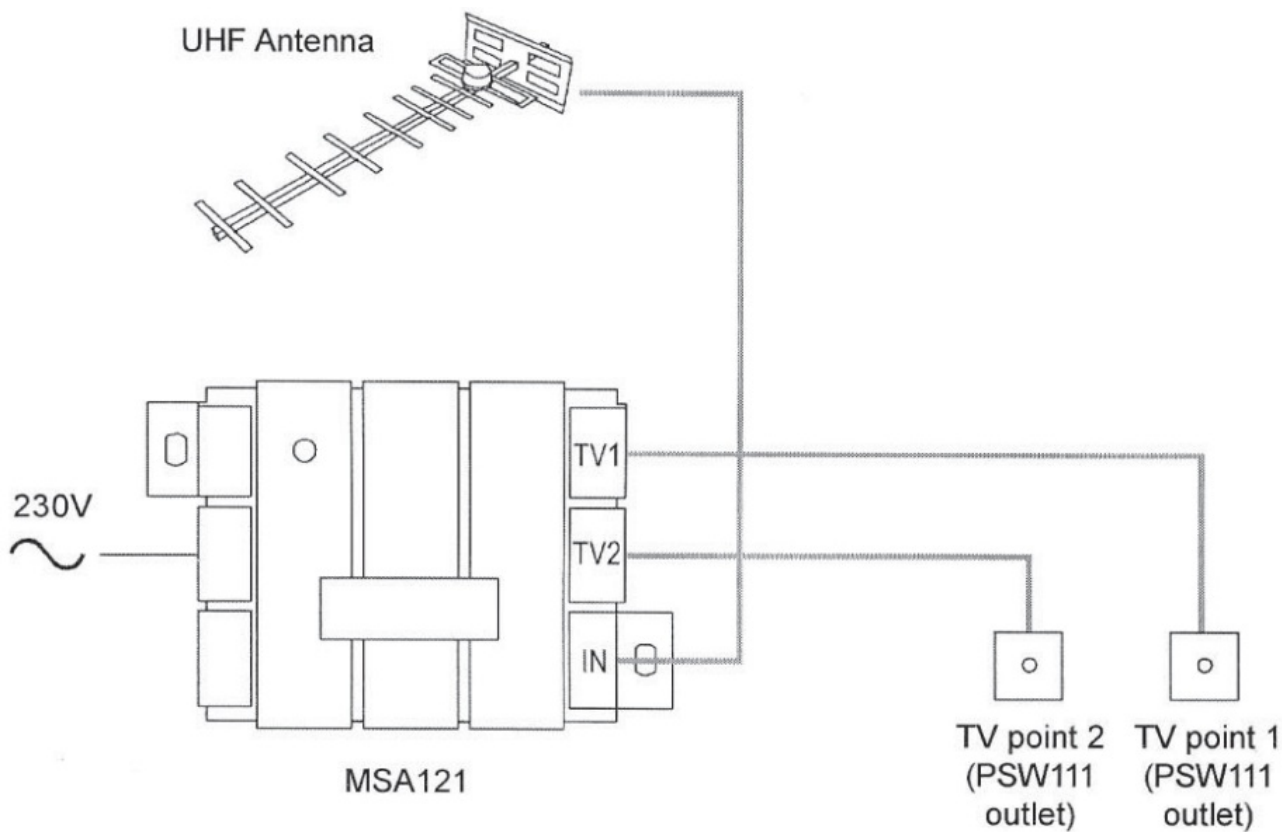 UHF Antenna
TV1
230V
TV2
IN
MSA121
TV point 2
(PSW111
outlet)
TV point 1
(PSW111
outlet)